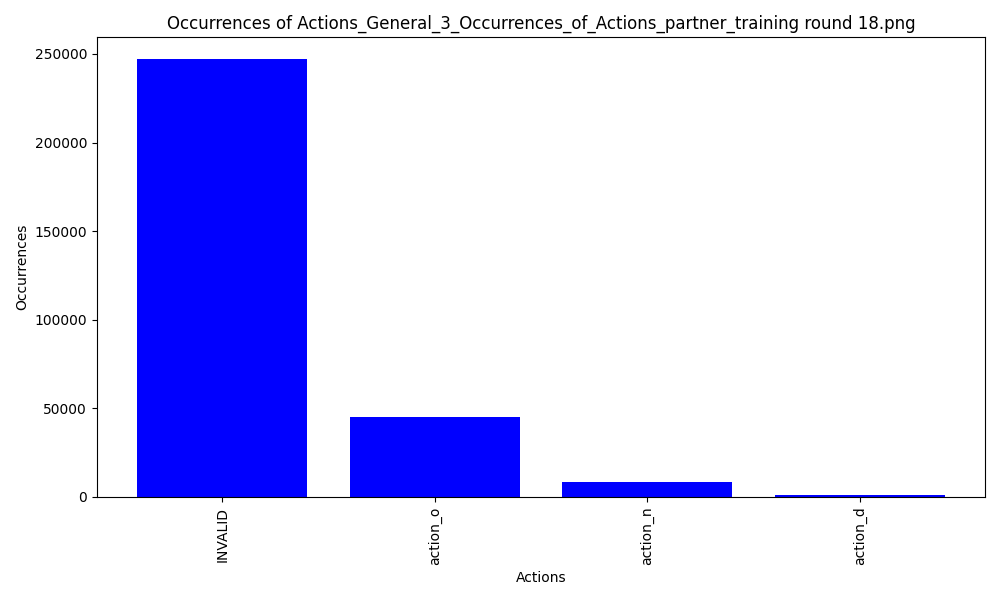 Occurrences of Actions_General_3_Occurrences_of_Actions_partner_training round 18.png
250000
200000
150000
100000
50000
0
Occurrences
INVALID
action_o
action_n
action_d
Actions